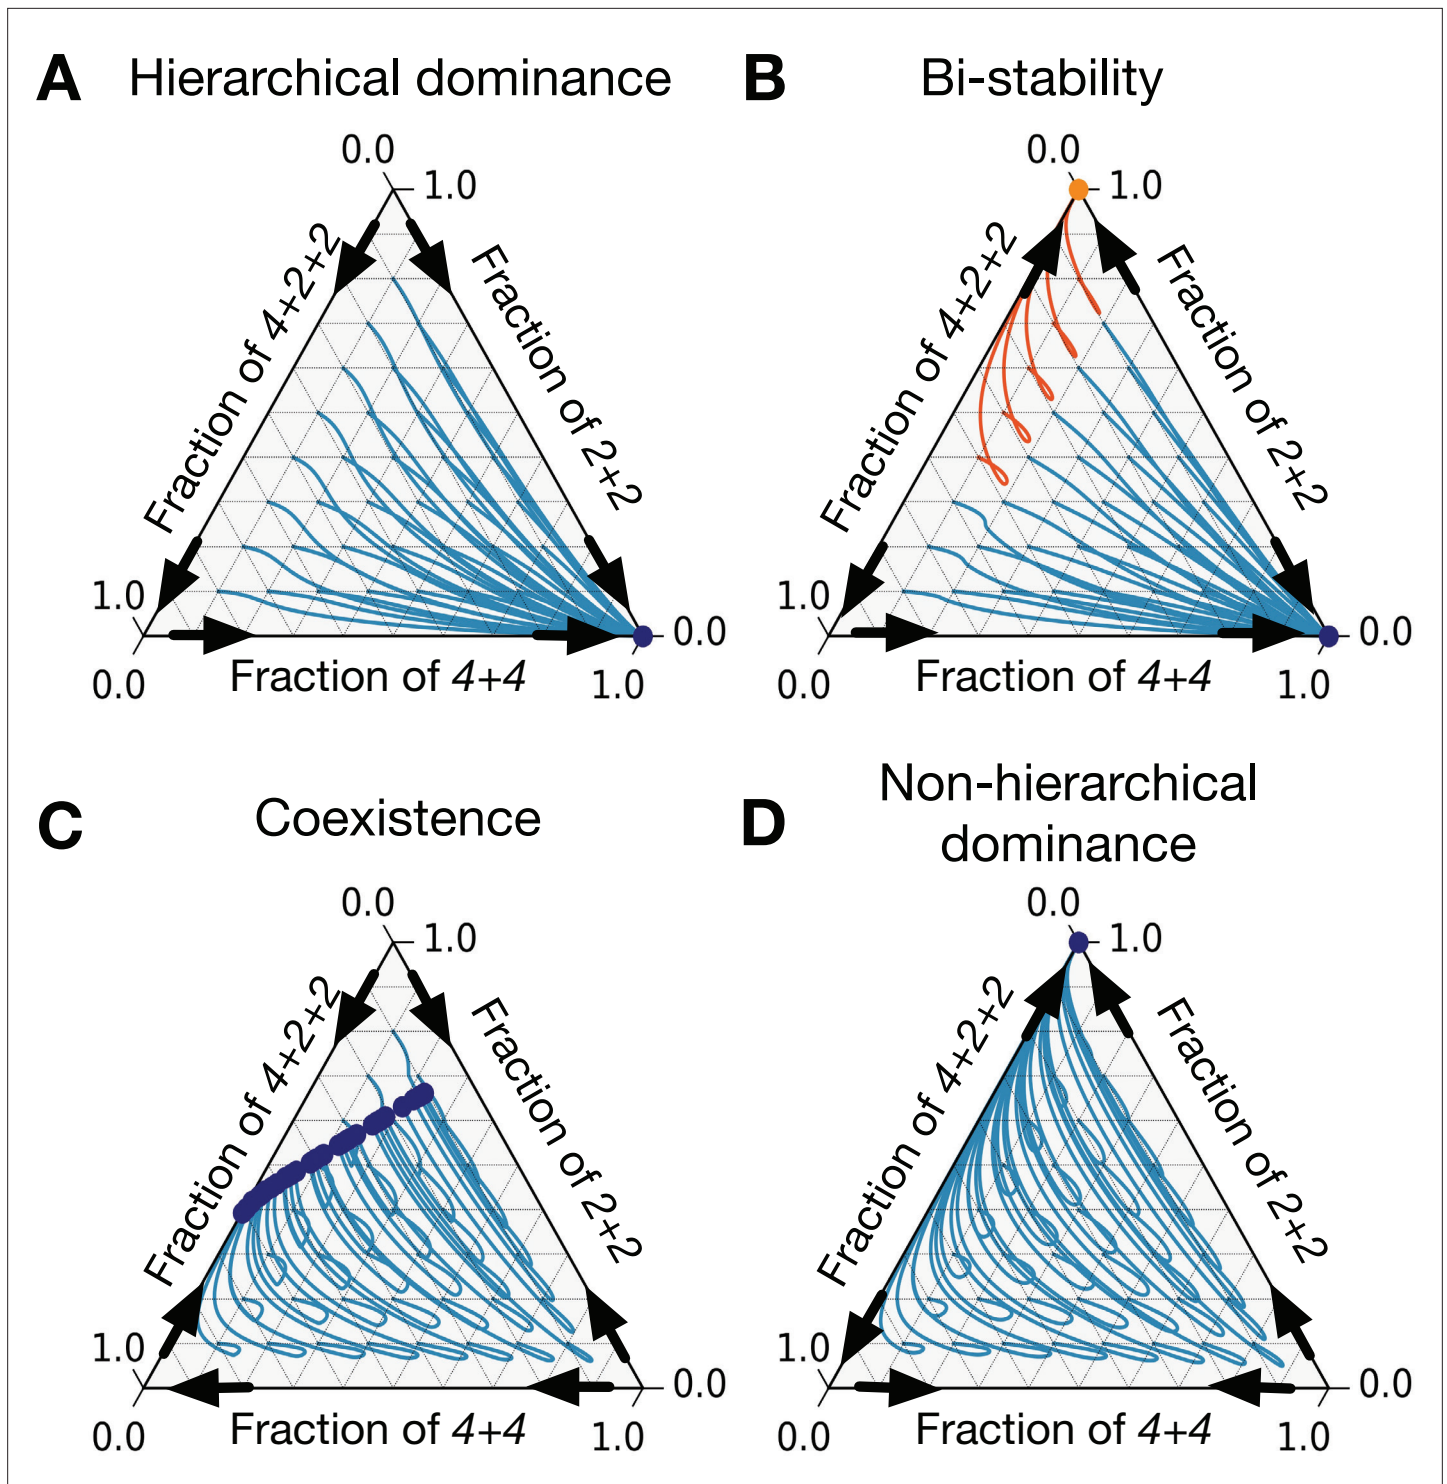 A Hierarchical dominance
0.0
1.0
Fraction of 4+2+2
Fraction of 2+2
1.0
0.0
0.0
Fraction of 4+4
1.0
B Bi-stability
0.0
1.0
Fraction of 4+2+2
Fraction of 2+2
1.0
0.0
0.0
Fraction of 4+4
1.0
C Coexistence
0.0
1.0
Fraction of 4+2+2
Fraction of 2+2
1.0
0.0
0.0
Fraction of 4+4
1.0
D Non-hierarchical
dominance
0.0
1.0
Fraction of 4+2+2
Fraction of 2+2
1.0
0.0
0.0
Fraction of 4+4
1.0